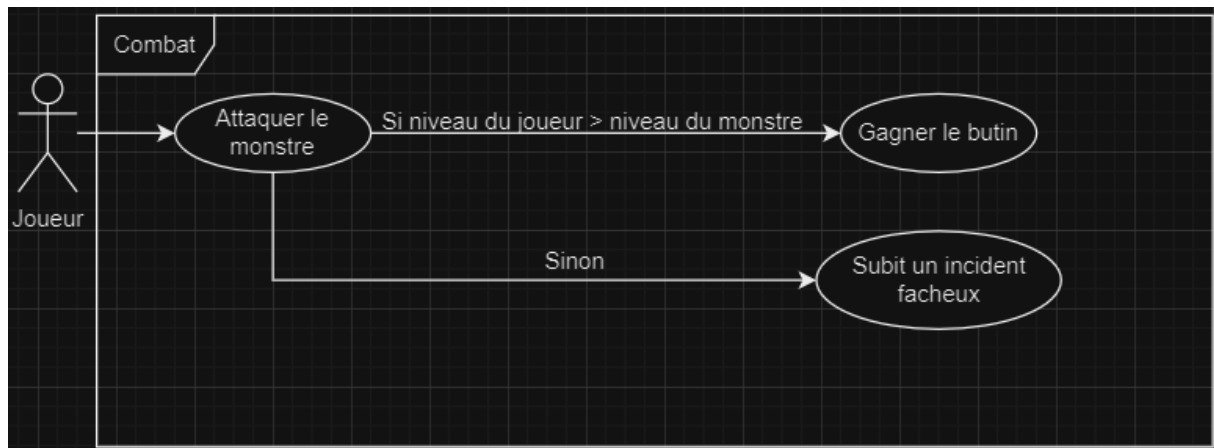 Combat
Attaquer le
monstre
Si niveau du joueur > niveau du monstre
Gagner le butin
Joueur
Sinon
Subit un incident
facheux